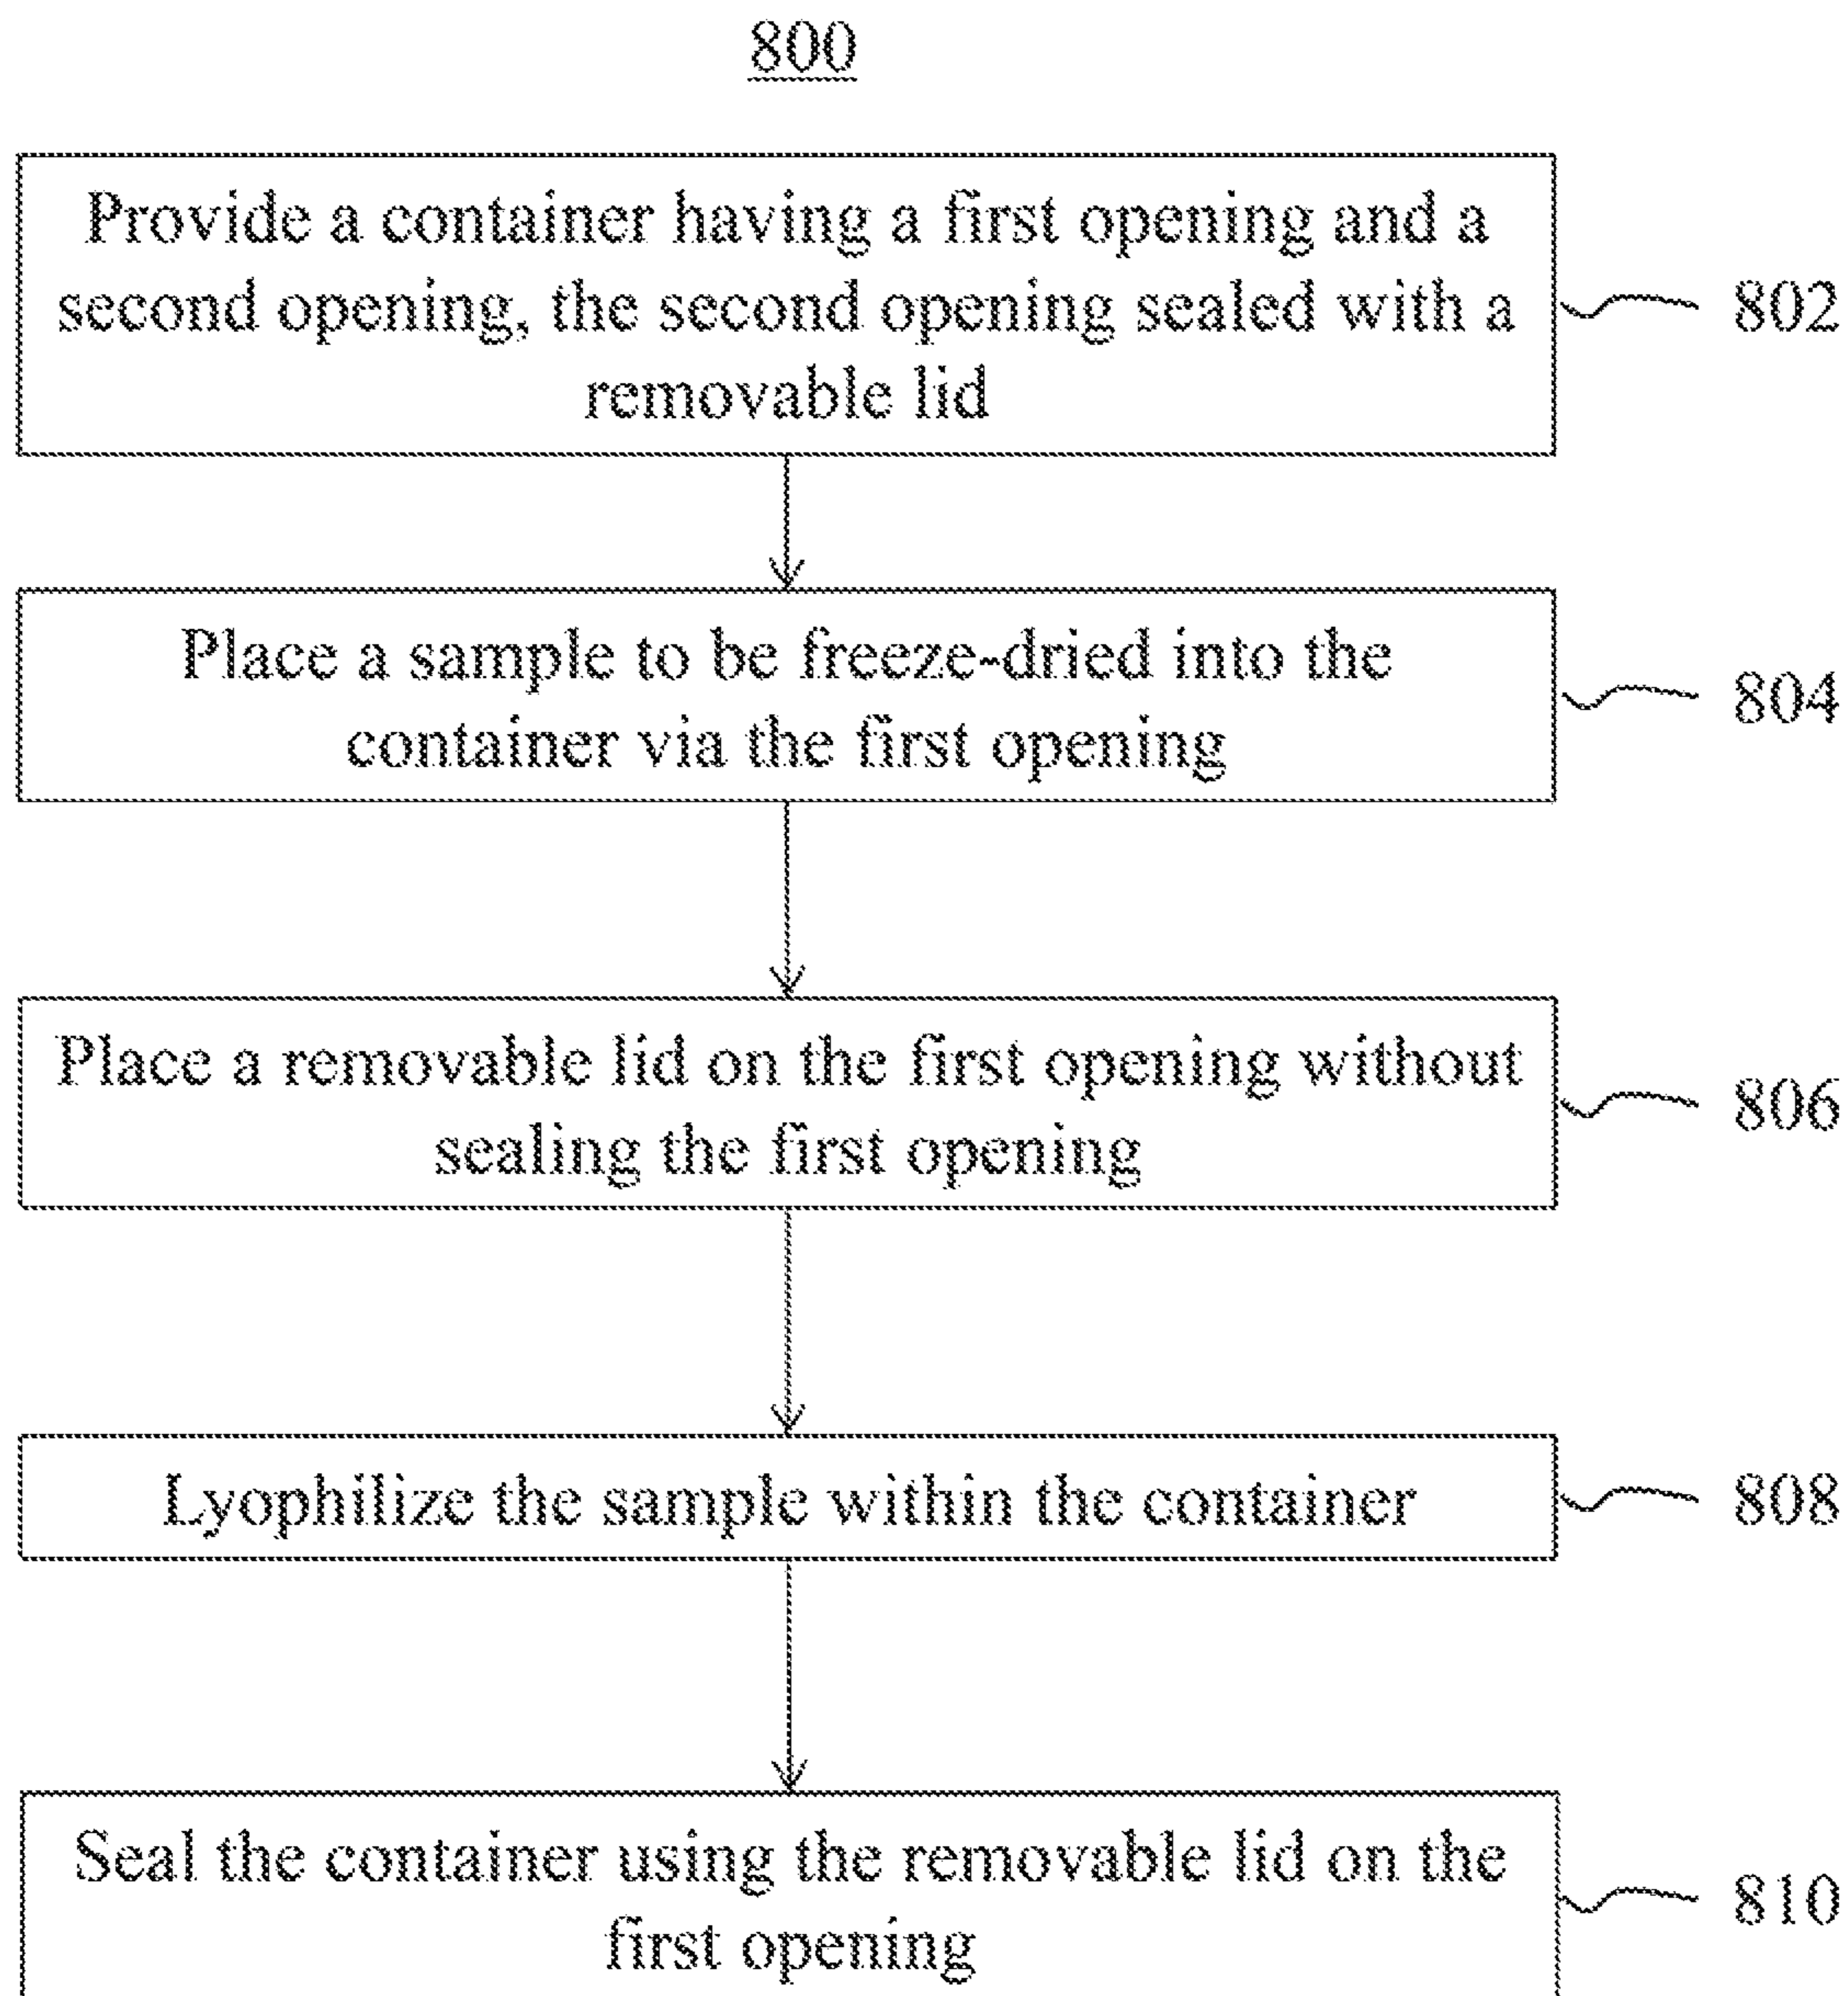 800
Provide a container having a first opening and a
second opening, the second opening sealed with a
removable lid
802
Place a sample to be freeze-dried into the
container via the first opening
804
Place a removable lid on the first opening without
sealing the first opening
806
Lyophilize the sample within the container
808
Seal the container using the removable lid on the
first opening
810